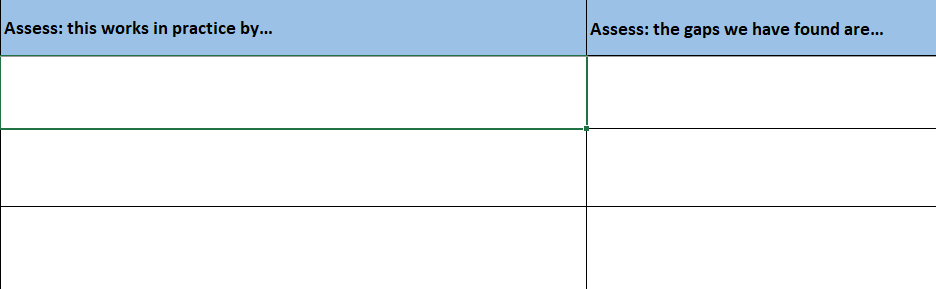 Assess: this works in practice by...
Assess: the gaps we have found are...